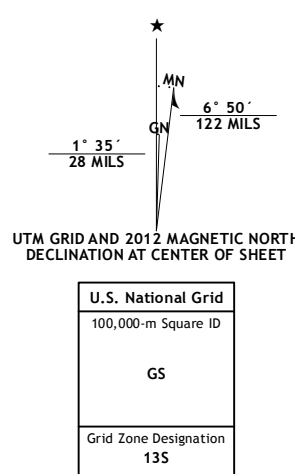 ★
MN
GN
6° 50´
122 MILS
1° 35´
28 MILS
UTM GRID AND 2012 MAGNETIC NORTH
DECLINATION AT CENTER OF SHEET
U.S. National Grid
100,000-m Square ID
GS
Grid Zone Designation
13S